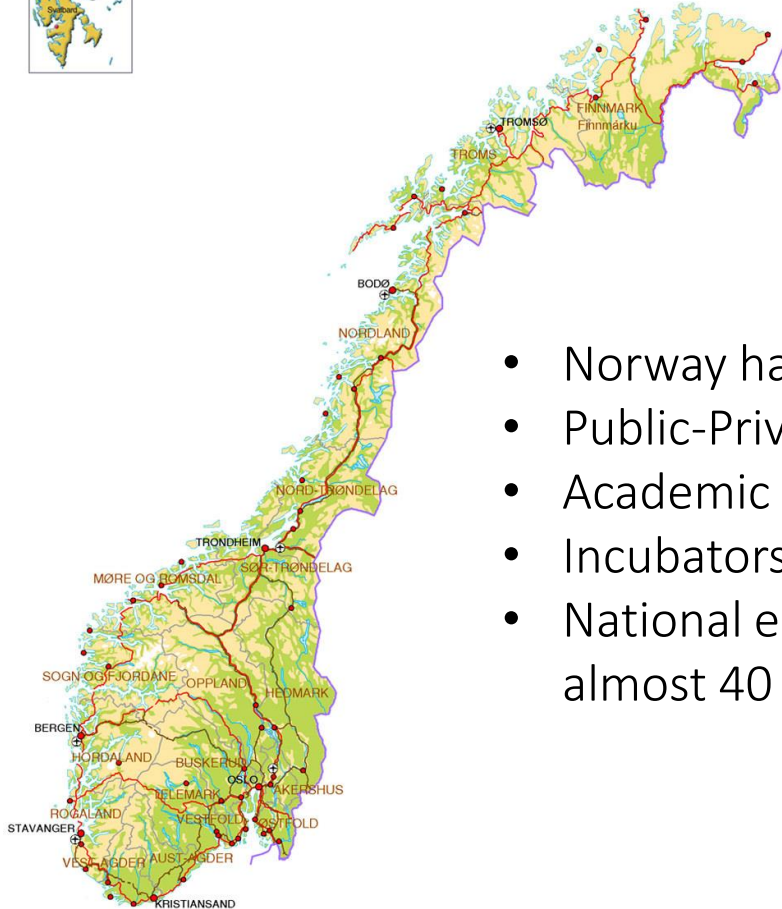 Svalbard
FINNMARK
Finnmárku
TROMSØ
TROMS
BODØ
NORDLAND
• Norway ha
• Public-Priv
• Academic
• Incubators
• National e
almost 40
NORD-TRØNDELAG
TRONDHEIM
SØR-TRØNDELAG
MØRE OG ROMSDAL
SOGN OG FJORDANE
OPPLAND
HEDMARK
BERGEN
HORDALAND
BUSKERUD
OSLO
AKERSHUS
TELEMARK
ROGALAND
VESTFOLD
ØSTFOLD
STAVANGER
VEST-AGDER
AUST-AGDER
KRISTIANSAND